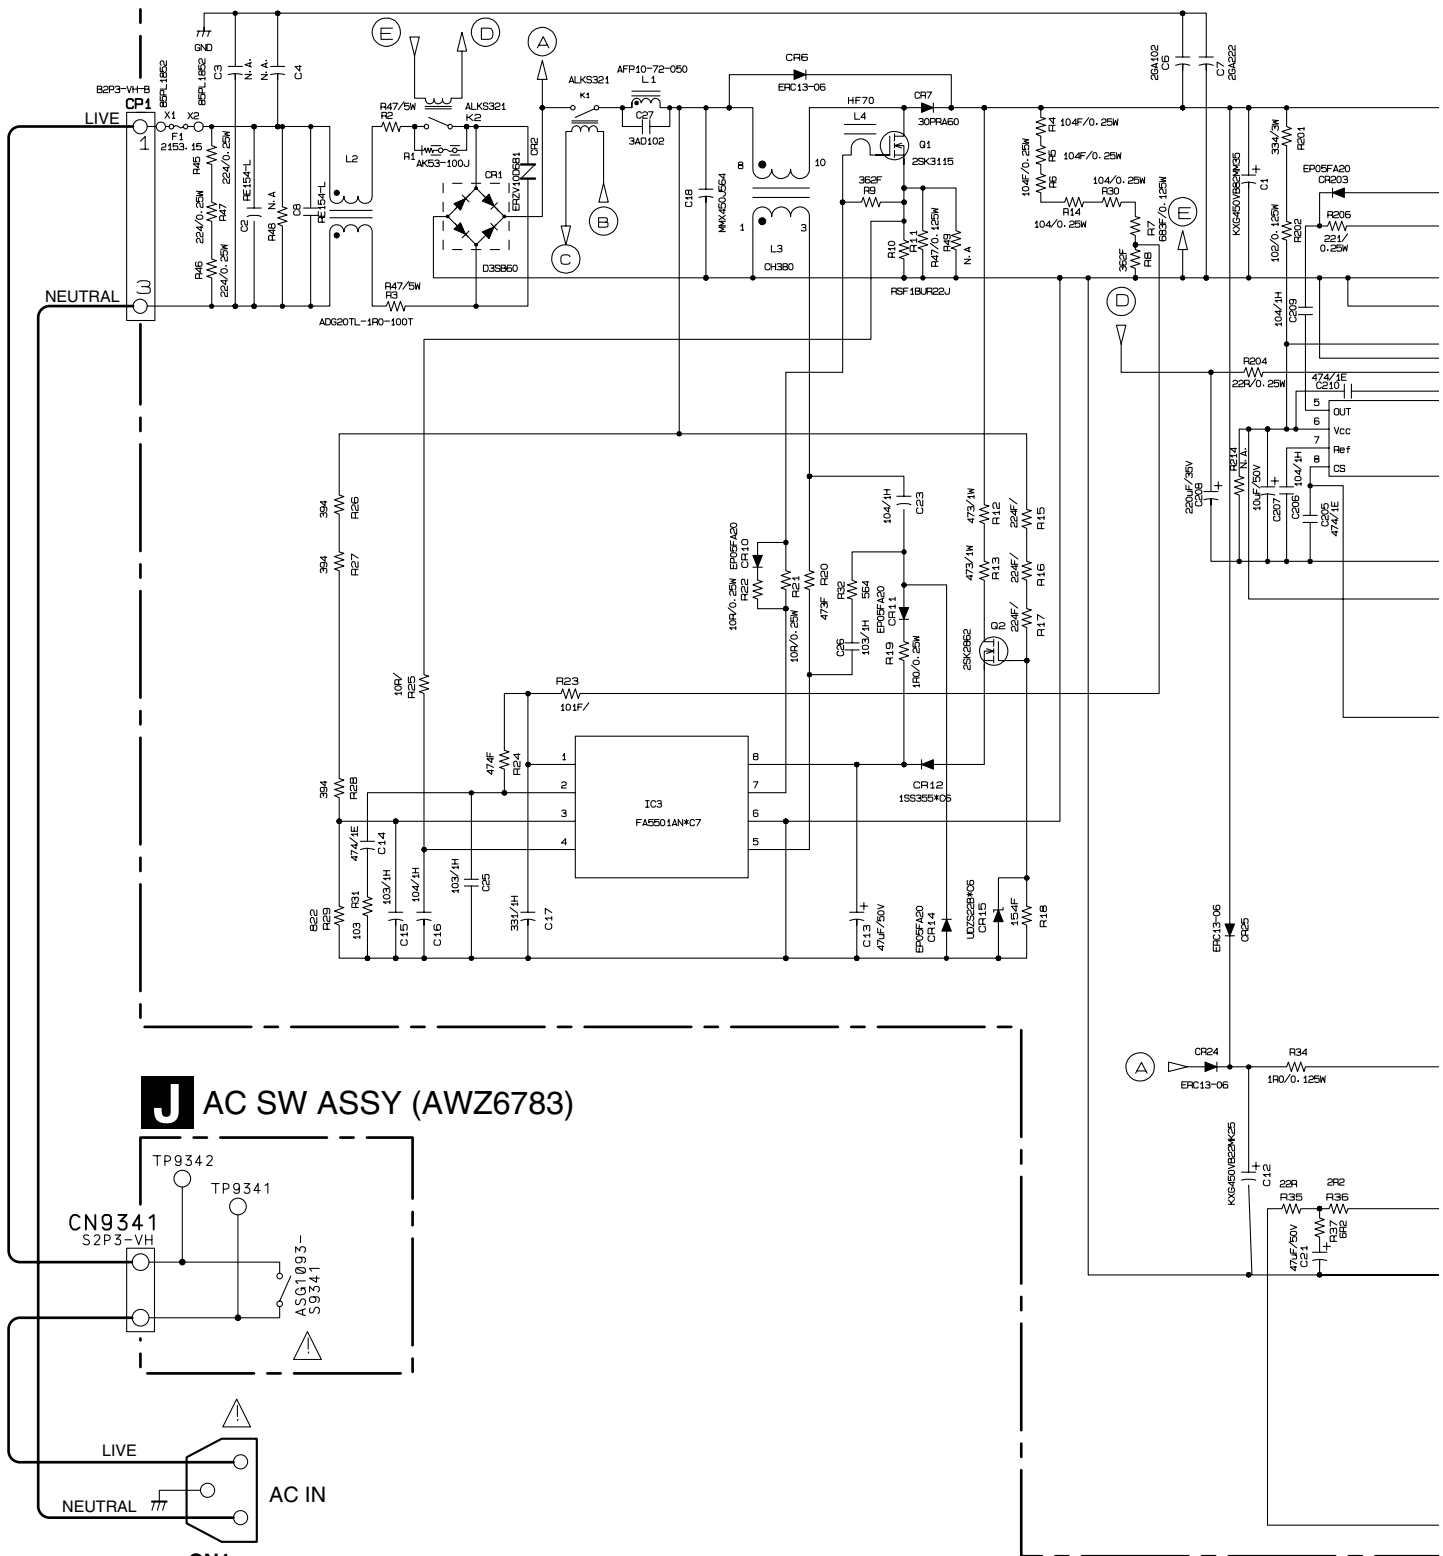 GND
C3
N.A.
N.A.
C4
85PL1852
85PL1852
B2P3-VH-B
CP1
LIVE
1
X1
X2
F1
2153.15
R45
224/0.25W
R47
224/0.25W
R46
224/0.25W
C2
RE154-L
R48
N.A
C8
RE154-L
3
NEUTRAL
L2
ADG20TL-1R0-100T
E
D
A
R47/5W
R2
ALKS321
K2
R1
AK53-100J
CR1
D3SB60
CR2
ERZV10D681
R47/5W
R3
ALKS321
K1
C
B
AFP10-72-050
L1
C27
3AD102
CR6
ERC13-06
CR7
30PRA60
HF70
L4
Q1
2SK3115
8
10
1
3
L3
CH380
C18
MMX450J564
362F
R9
R10
R11
R47/0.125W
R49
N.A
RSF1BUR22J
R4
104F/0.25W
R5
104F/0.25W
R6
104F/0.25W
104/0.25W
R30
R14
104/0.25W
R7
683F/0.125W
362F
R8
E
D
C6
2GA102
C7
2GA222
C1
KXG450VB82MM35
334/3W
R201
102/0.125W
R202
EP05FA20
CR203
R206
221/
0.25W
104/1H
C209
R204
22R/0.25W
474/1E
C210
5
OUT
6
Vcc
7
Ref
8
CS
220uF/35V
C208
R214
N.A.
10uF/50V
C207
104/1H
C206
C205
474/1E
394
R26
394
R27
394
R28
822
R29
10R/
R25
R23
101F/
474F
R24
474/1E
C14
R31
103
103/1H
C15
104/1H
C16
103/1H
C25
331/1H
C17
1
2
3
4
8
7
6
5
IC3
FA5501AN*C7
EP05FA20
CR10
10R/0.25W
R22
R21
10R/0.25W
R20
473F
104/1H
C23
R32
564
C26
103/1H
EP05FA20
CR11
R19
1R0/0.25W
473/1W
R12
473/1W
R13
224F/
R15
224F/
R16
224F/
R17
Q2
2SK2862
CR12
1SS355*C6
C13
47uF/50V
EP05FA20
CR14
UDZS22B*C6
CR15
154F
R18
ERC13-06
CR25
A
CR24
ERC13-06
R34
1R0/0.125W
KXG450VB22MK25
C12
22R
R35
2R2
R36
R37
6R2
47uF/50V
C21
J AC SW ASSY (AWZ6783)
TP9342
TP9341
CN9341
S2P3-VH
ASG1093-
S9341
LIVE
NEUTRAL
AC IN